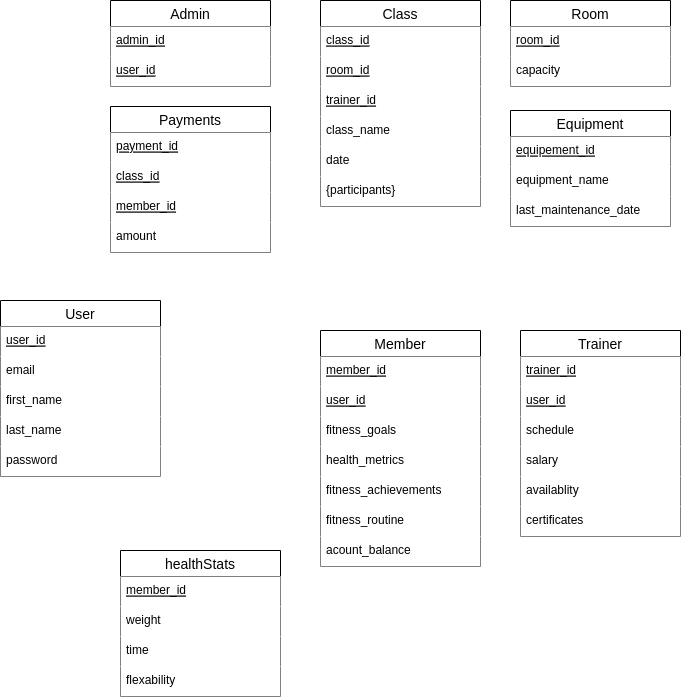 Admin
admin_id
user_id
Class
class_id
room_id
trainer_id
class_name
date
{participants}
Room
room_id
capacity
Payments
payment_id
class_id
member_id
amount
Equipment
equipement_id
equipment_name
last_maintenance_date
User
user_id
email
first_name
last_name
password
Member
member_id
user_id
fitness_goals
health_metrics
fitness_achievements
fitness_routine
acount_balance
Trainer
trainer_id
user_id
schedule
salary
availablity
certificates
healthStats
member_id
weight
time
flexability